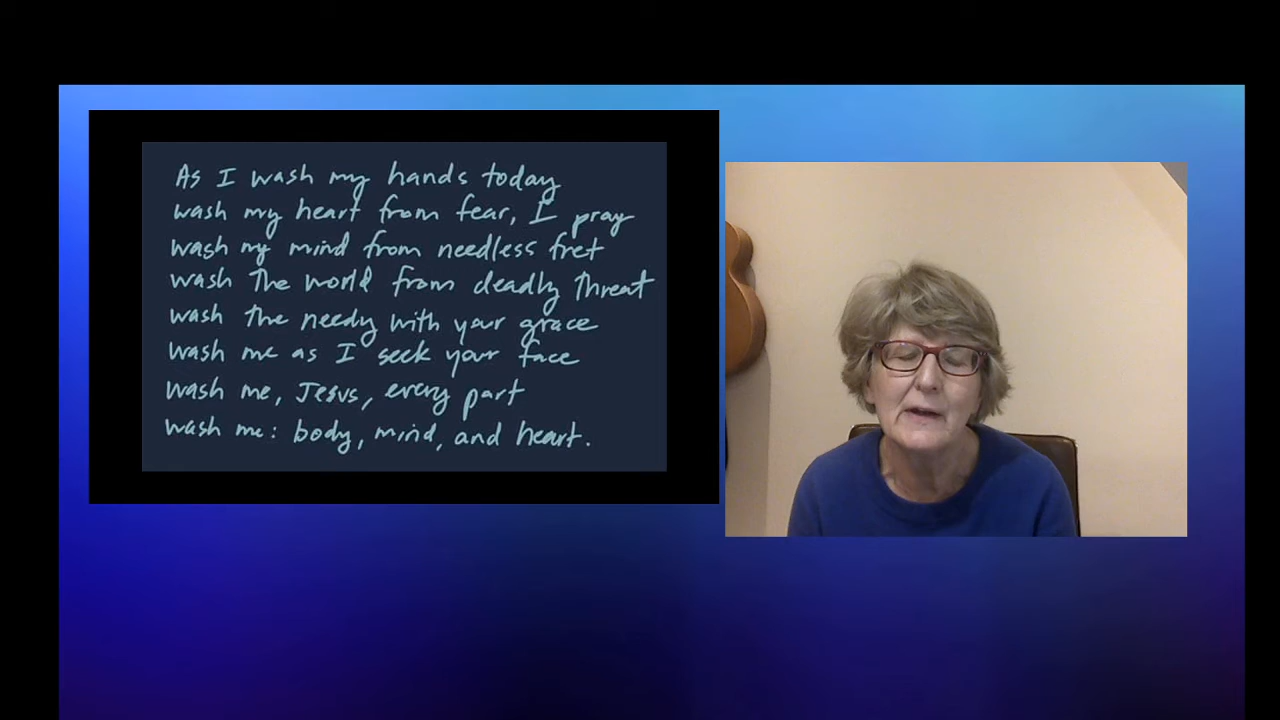 As I wash my hands today
wash my heart from fear, I pray
wash my mind from needless fret
wash the world from deadly threat
wash the needy with your grace
wash me as I seek your face
wash me, Jesus, every part
wash me: body, mind, and heart.